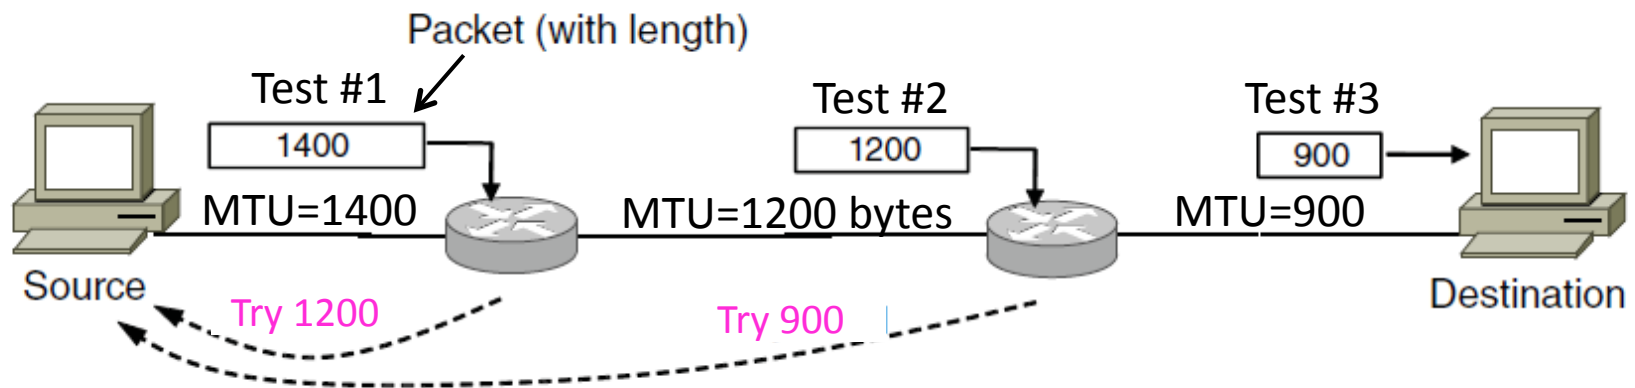 Packet (with length)
Test #1
Test #2
Test #3
1400
1200
900
MTU=1400
MTU=1200 bytes
MTU=900
Source
Try 1200
Try 900
Destination